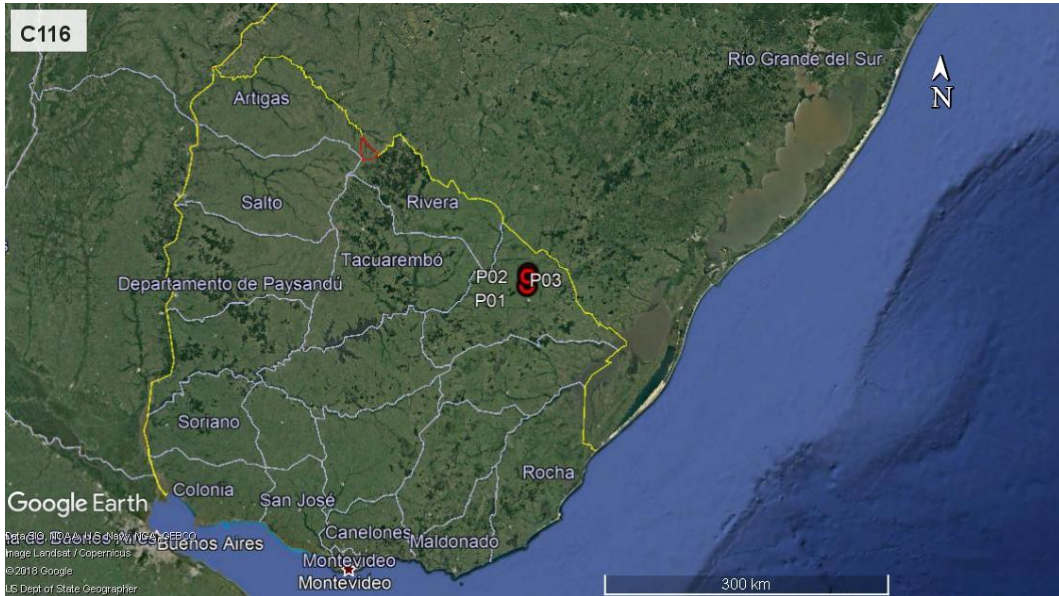 C116
Río Grande del Sur
N
Artigas
Salto
Rivera
Tacuarembó
P02
P03
Departamento de Paysandú
P01
Soriano
Rocha
Colonia
San José
Google Earth
Canelones
Maldonado
Buenos Aires
Image Landsat / Copernicus
Montevideo
©2018 Google
Montevideo
US Dept of State Geographer
300 km